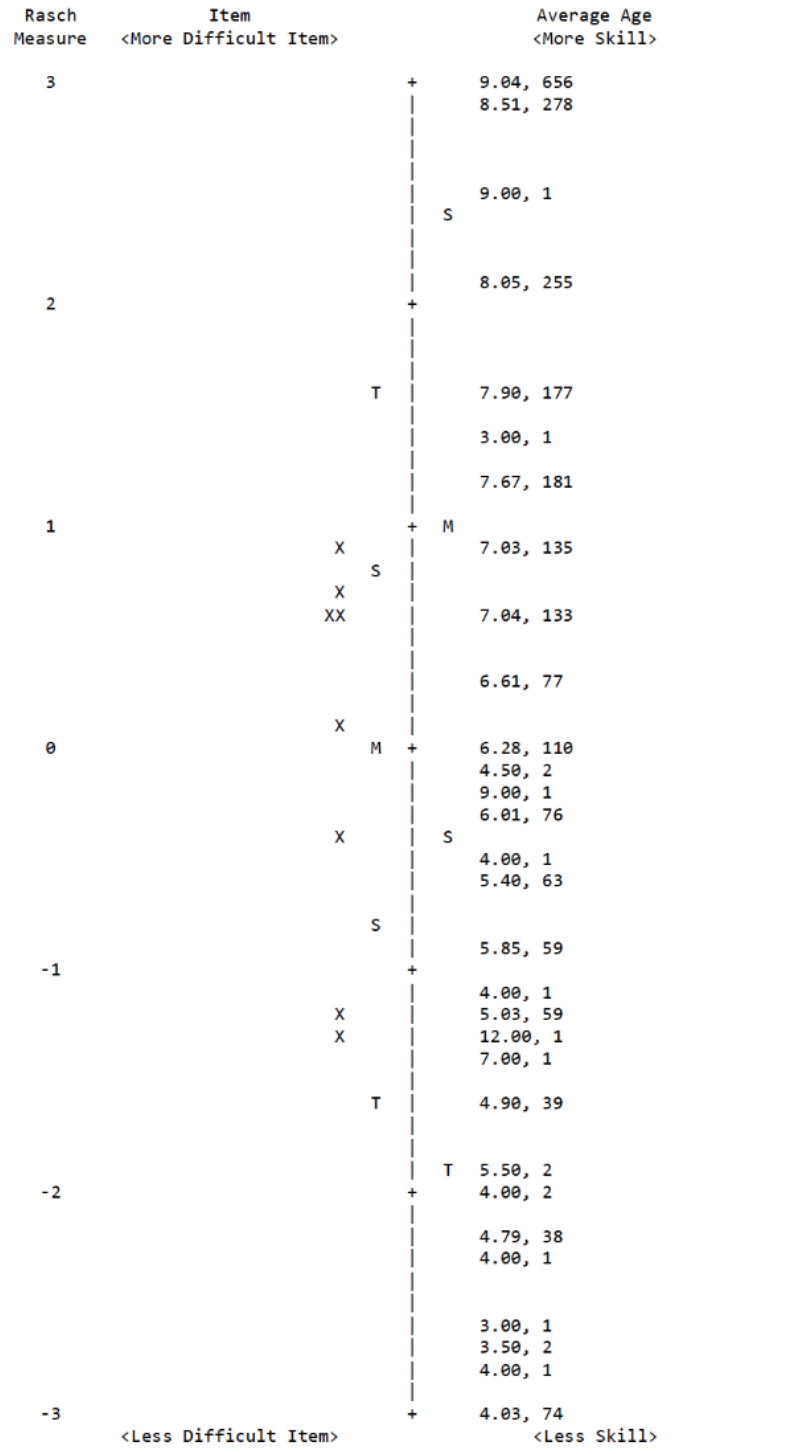 Rasch Item Average Age
Measure <More Difficult Item> <More Skill>
3 + 9.04, 656
| 8.51, 278
|
|
|
| 9.00, 1
| S
|
|
| 8.05, 255
2 +
|
|
|
T | 7.90, 177
|
| 3.00, 1
|
| 7.67, 181
|
1 + M
X | 7.03, 135
S |
X |
XX | 7.04, 133
|
|
| 6.61, 77
|
X |
0 M + 6.28, 110
| 4.50, 2
| 9.00, 1
| 6.01, 76
X | S
| 4.00, 1
| 5.40, 63
|
S |
| 5.85, 59
-1 +
| 4.00, 1
X | 5.03, 59
X | 12.00, 1
| 7.00, 1
|
T | 4.90, 39
|
|
| T 5.50, 2
-2 + 4.00, 2
|
| 4.79, 38
| 4.00, 1
|
|
| 3.00, 1
| 3.50, 2
| 4.00, 1
|
-3 + 4.03, 74
<Less Difficult Item> <Less Skill>